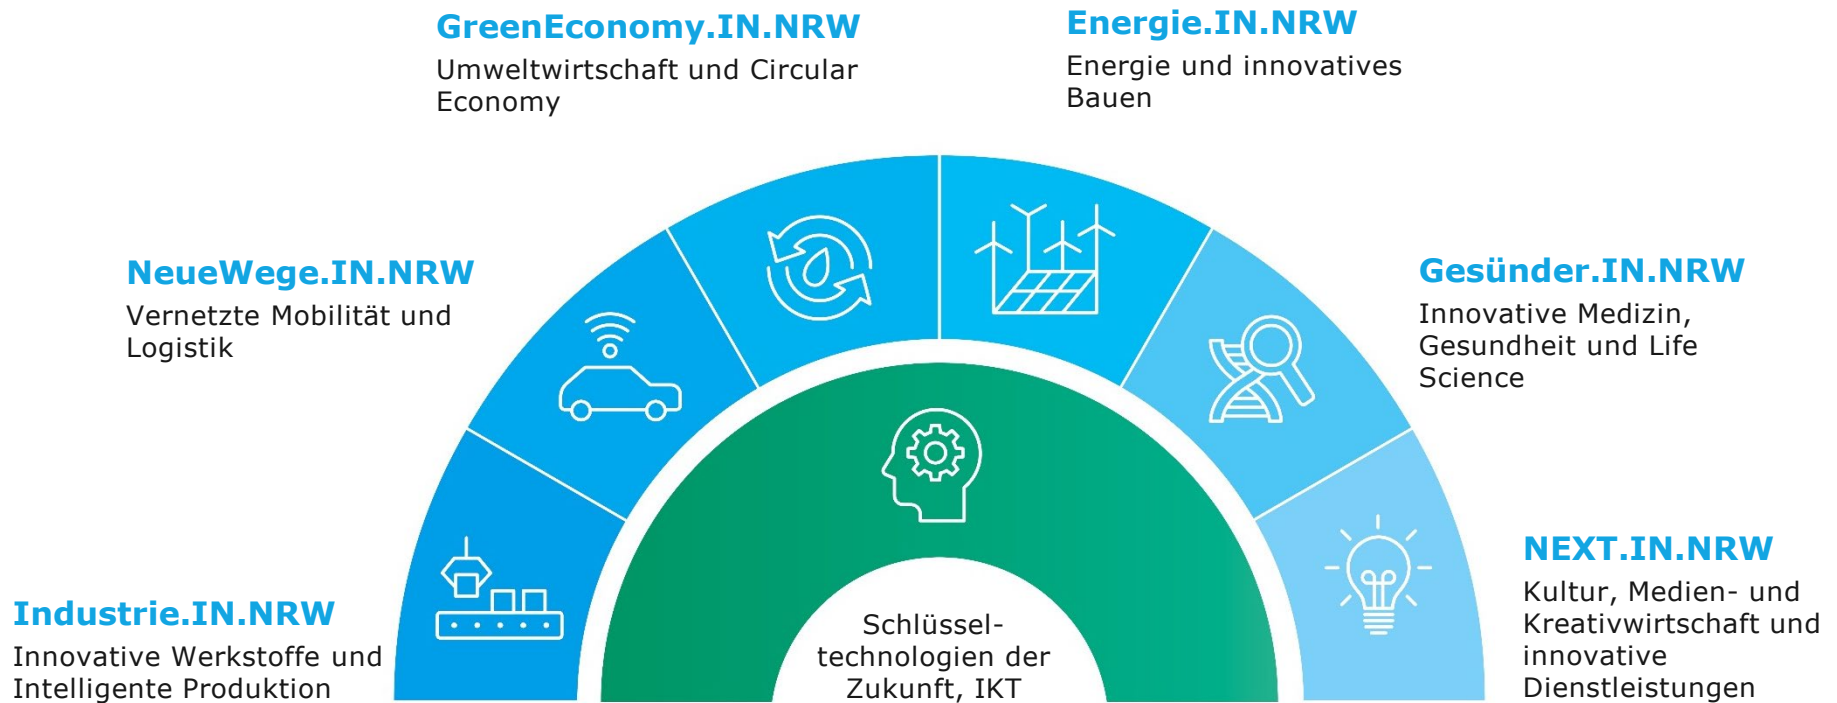 GreenEconomy.IN.NRW
Umweltwirtschaft und Circular
Economy
Energie.IN.NRW
Energie und innovatives
Bauen
NeueWege.IN.NRW
Vernetzte Mobilität und
Logistik
Gesünder.IN.NRW
Innovative Medizin,
Gesundheit und Life
Science
Industrie.IN.NRW
Innovative Werkstoffe und
Intelligente Produktion
Schlüssel-
technologien der
Zukunft, IKT
NEXT.IN.NRW
Kultur, Medien- und
Kreativwirtschaft und
innovative
Dienstleistungen